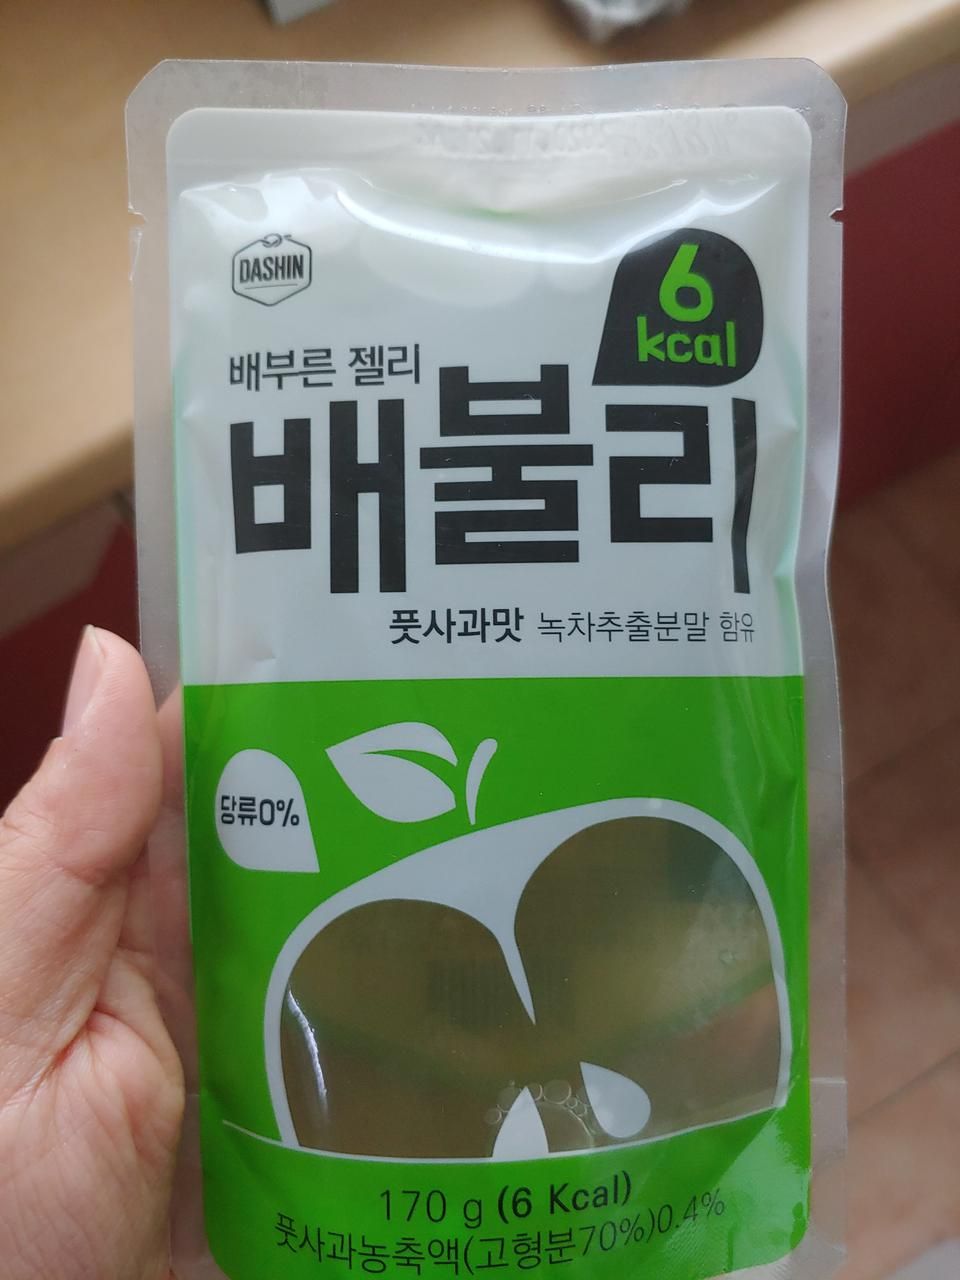 DASHIN
6
kcal
배부른 젤리
배불리
풋사과맛 녹차추출분말 함유
당류0%
170 g (6 Kcal)
풋사과농축액(고형분70%)0.4%